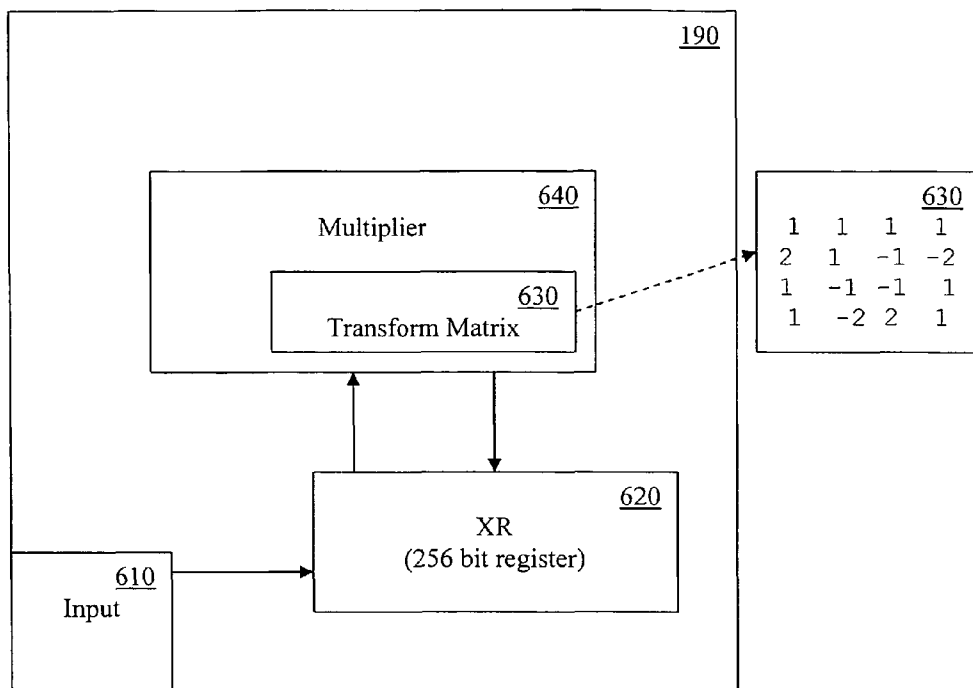 190
640
Multiplier
630
Transform Matrix
630
1 1 1 1
2 1 -1 -2
1 -1 -1 1
1 -2 2 1
620
XR
(256 bit register)
610
Input